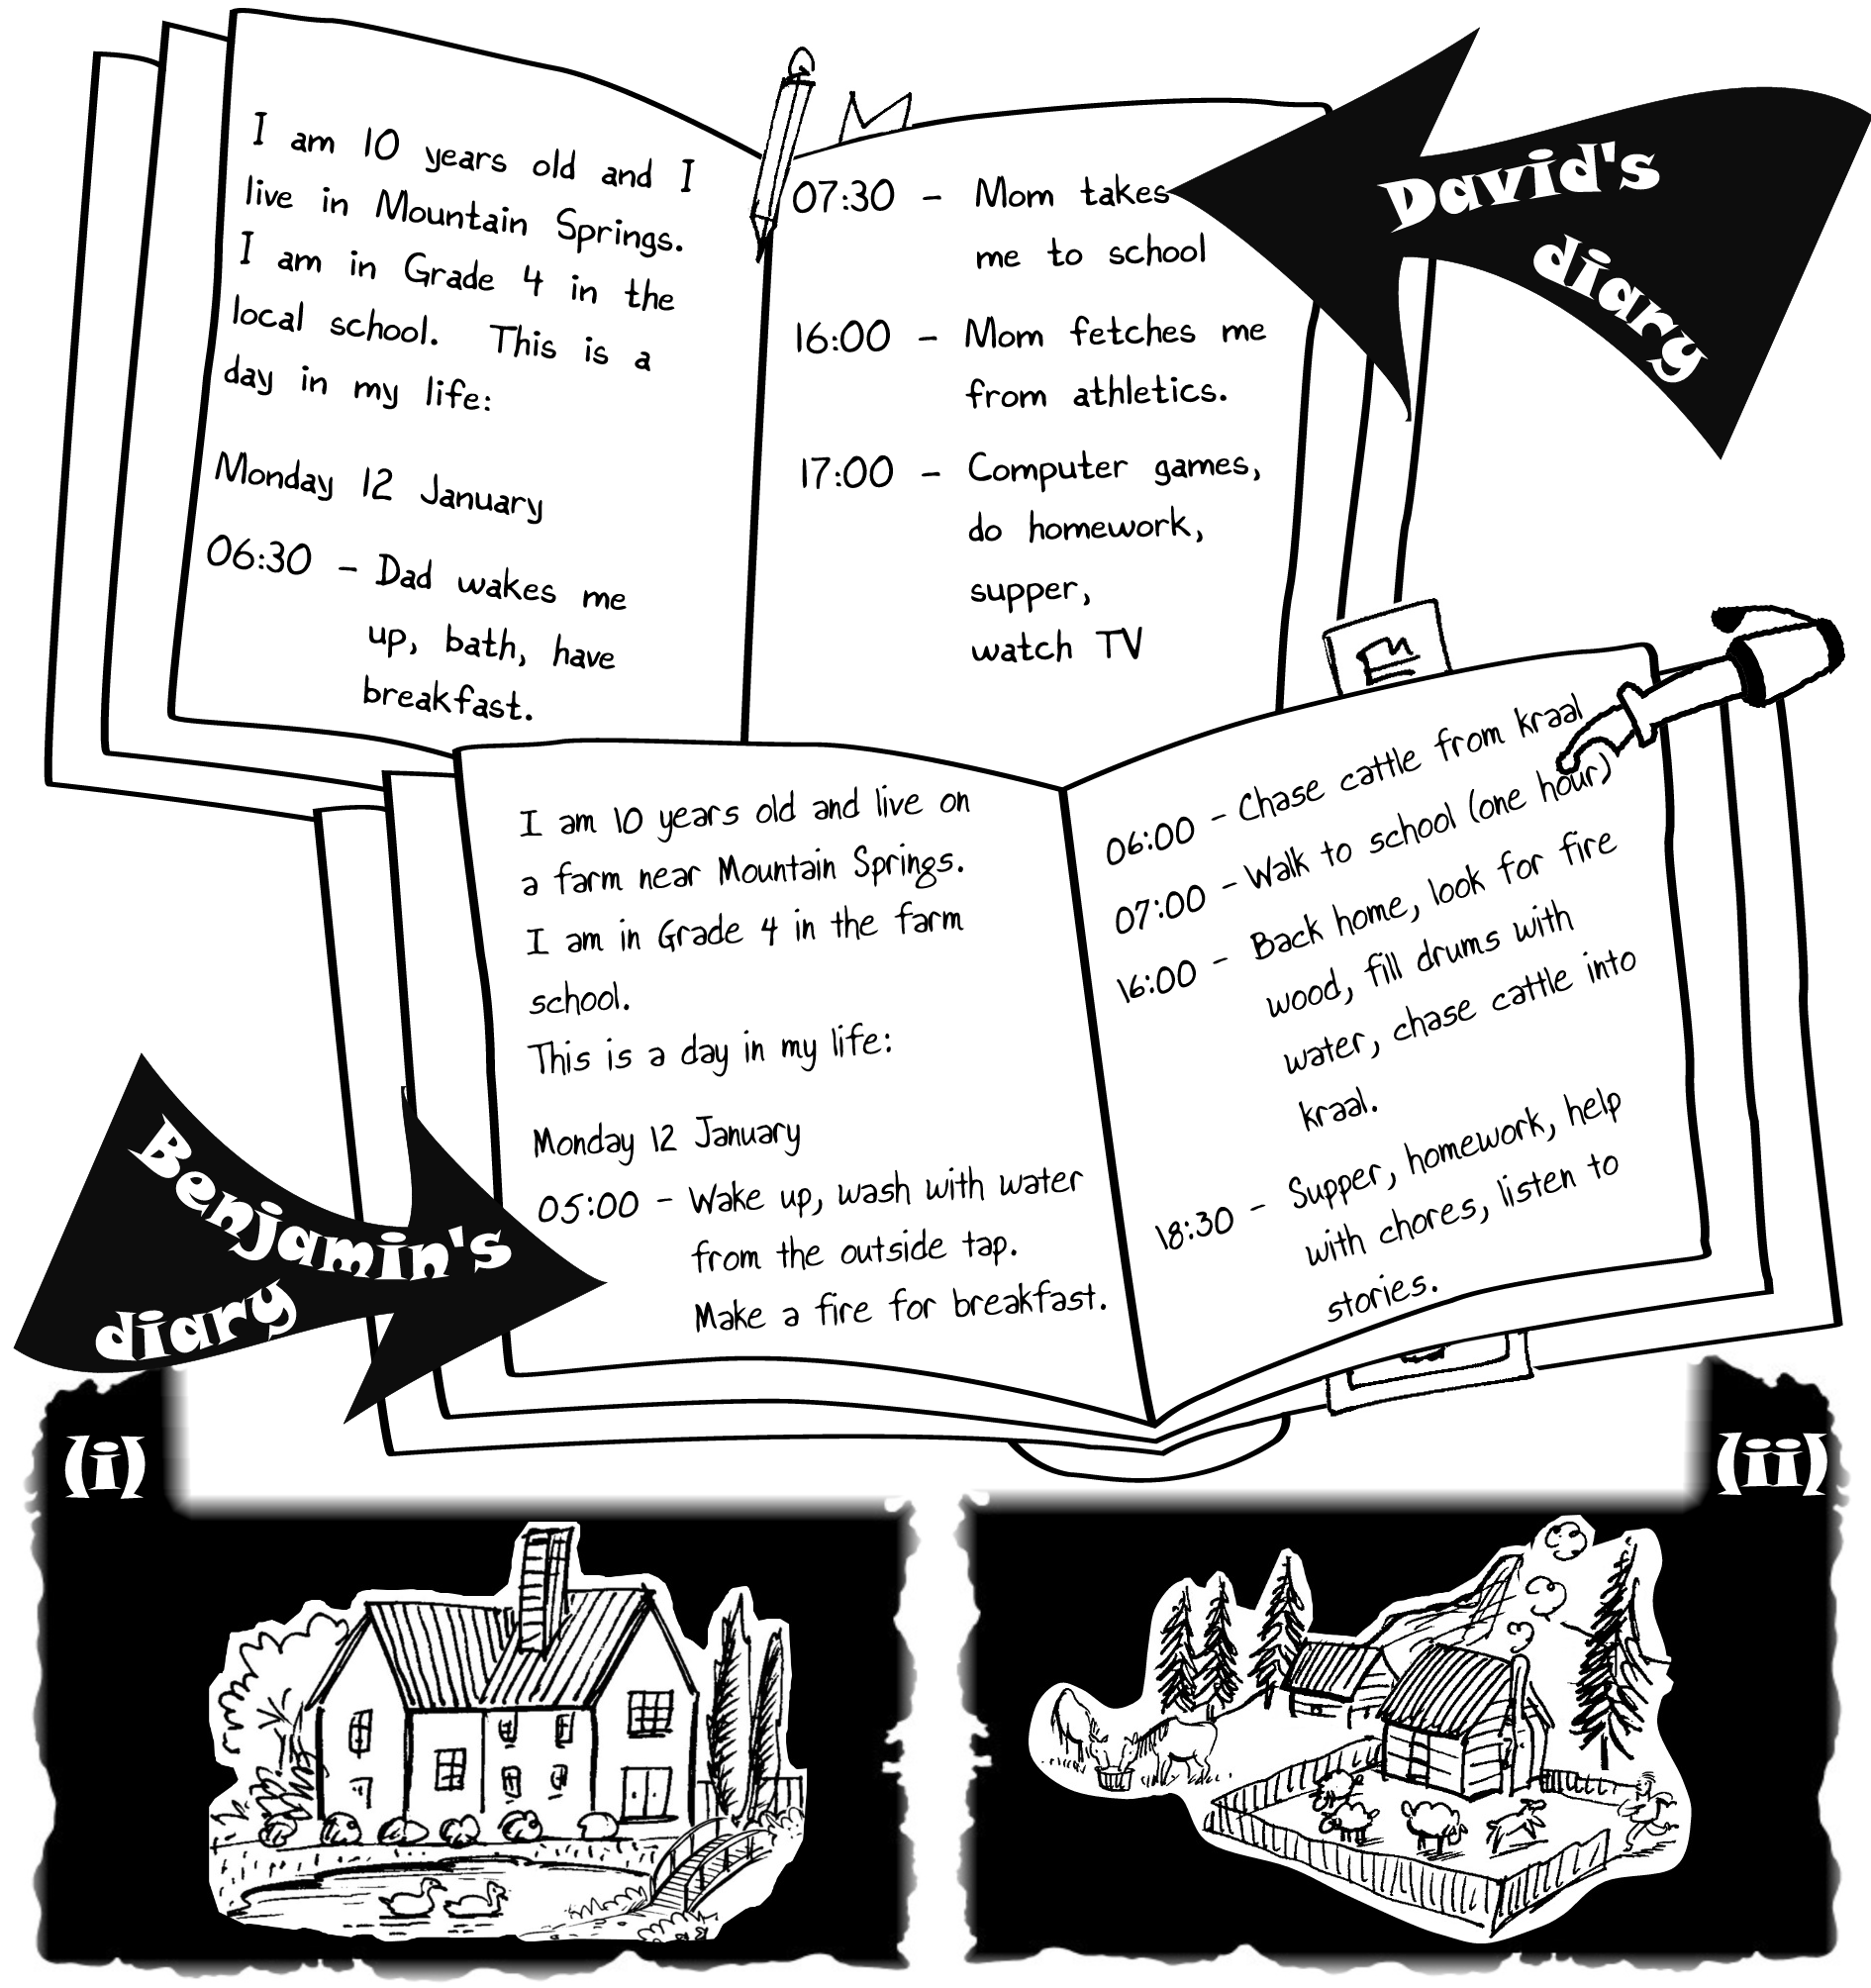 I am 10 years old and I
live in Mountain Springs.
I am in Grade 4 in the
local school. This is a
day in my life:
Monday 12 January
06:30 - Dad wakes me
up, bath, have
breakfast.
07:30 - Mom takes
me to school
16:00 - Mom fetches me
from athletics.
17:00 - Computer games,
do homework,
supper,
watch TV
David's
diary
I am 10 years old and live on
a farm near Mountain Springs.
I am in Grade 4 in the farm
school.
This is a day in my life:
Monday 12 January
05:00 - Wake up, wash with water
from the outside tap.
Make a fire for breakfast.
06:00 - Chase cattle from kraal
07:00 - Walk to school (one hour)
16:00 - Back home, look for fire
wood, fill drums with
water, chase cattle into
kraal.
18:30 - Supper, homework, help
with chores, listen to
stories.
Benjamin's
diary
(i)
(ii)